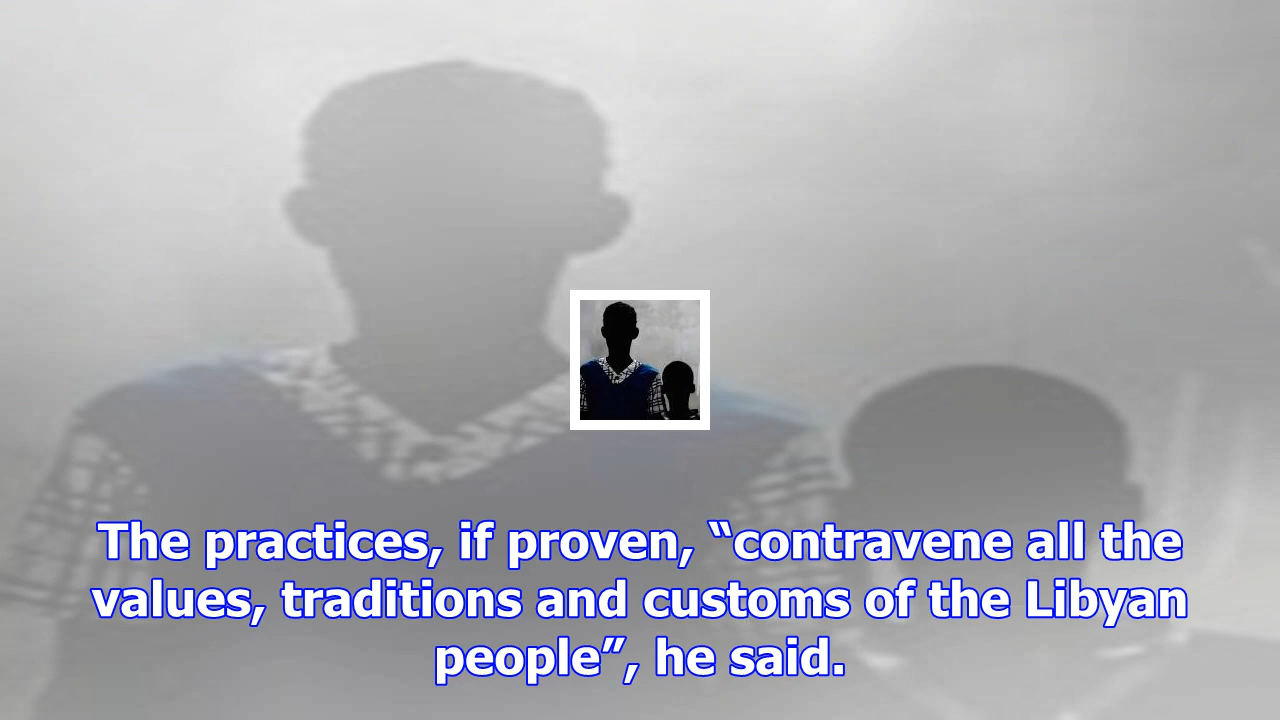 The practices, if proven, “contravene all the
values, traditions and customs of the Libyan
people”, he said.